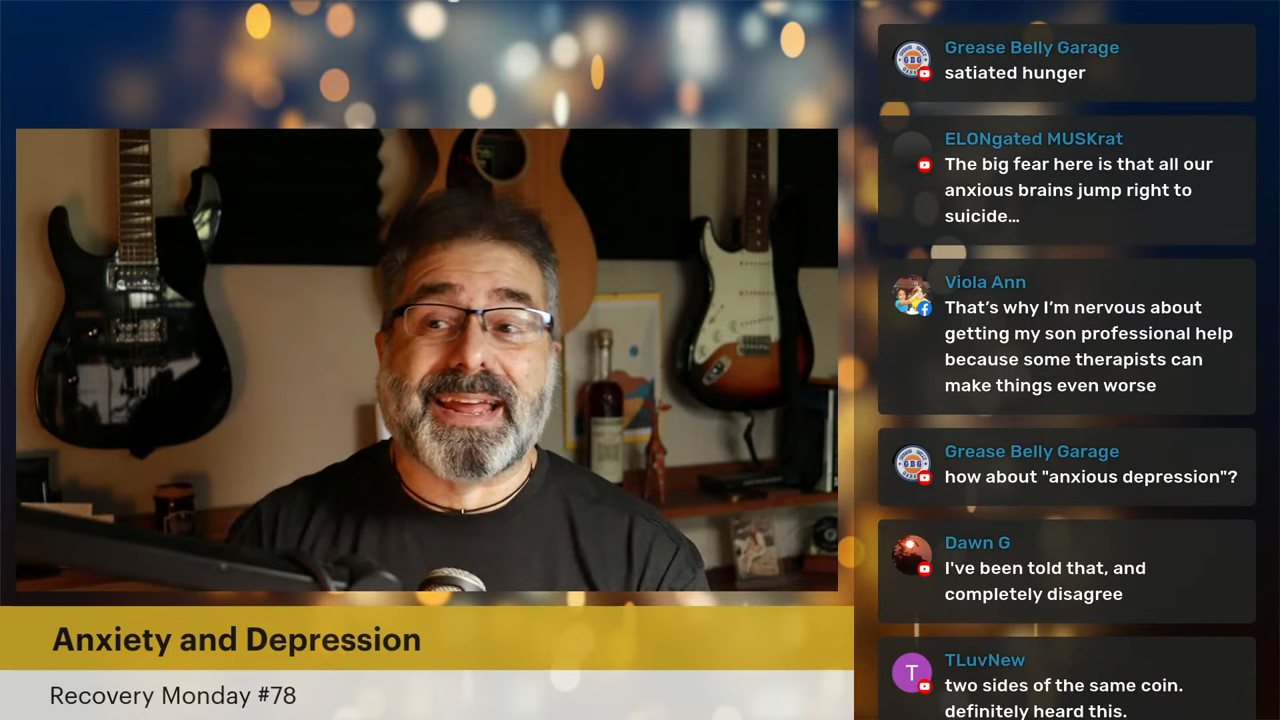 Anxiety and Depression
Recovery Monday #78
Grease Belly Garage
satiated hunger
ELONgated MUSKrat
The big fear here is that all our
anxious brains jump right to
suicide…
Viola Ann
That’s why I’m nervous about
getting my son professional help
because some therapists can
make things even worse
Grease Belly Garage
how about "anxious depression"?
Dawn G
I've been told that, and
completely disagree
T
TLuvNew
two sides of the same coin.
definitely heard this.
GBG
GBG